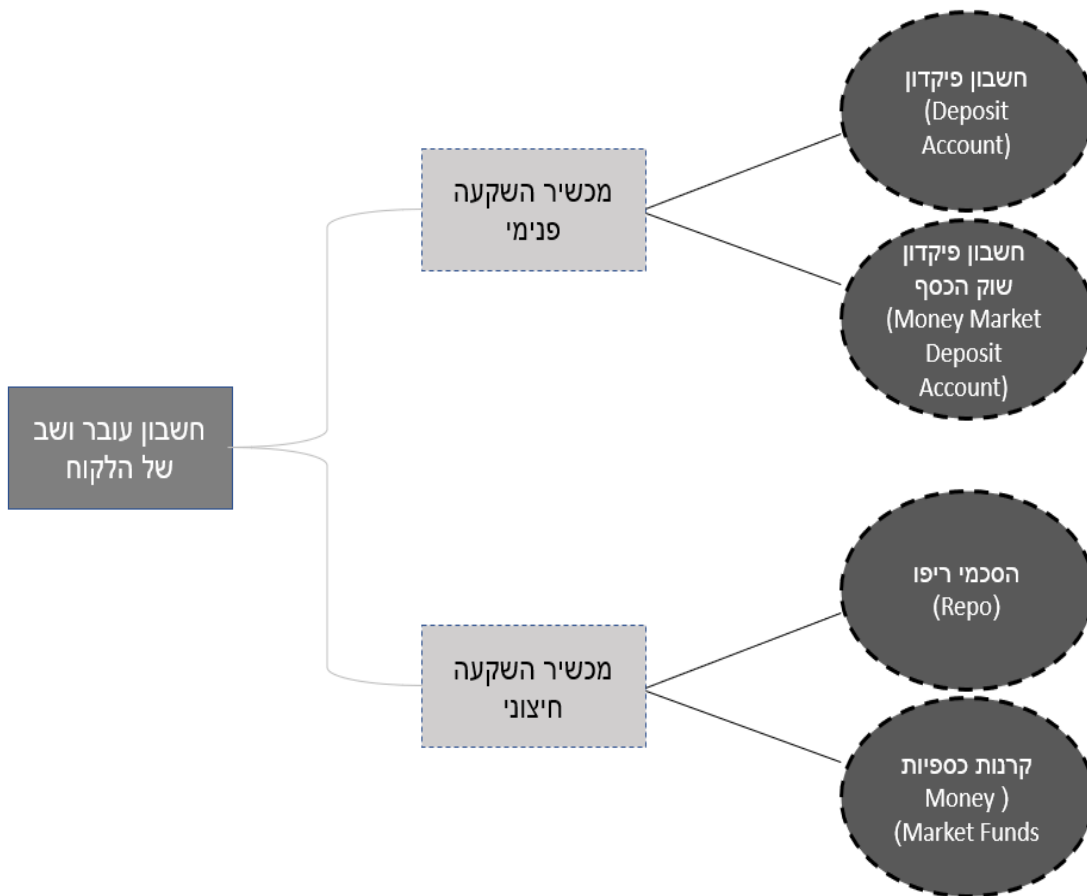 חשבון עובר ושב
של הלקוח
מכשיר השקעה
פנימי
חשבון פיקדון
(Deposit
Account)
חשבון פיקדון
שוק הכסף
(Money Market
Deposit
Account)
מכשיר השקעה
חיצוני
הסכמי ריפו
(Repo)
קרנות כספיות
Money )
(Market Funds